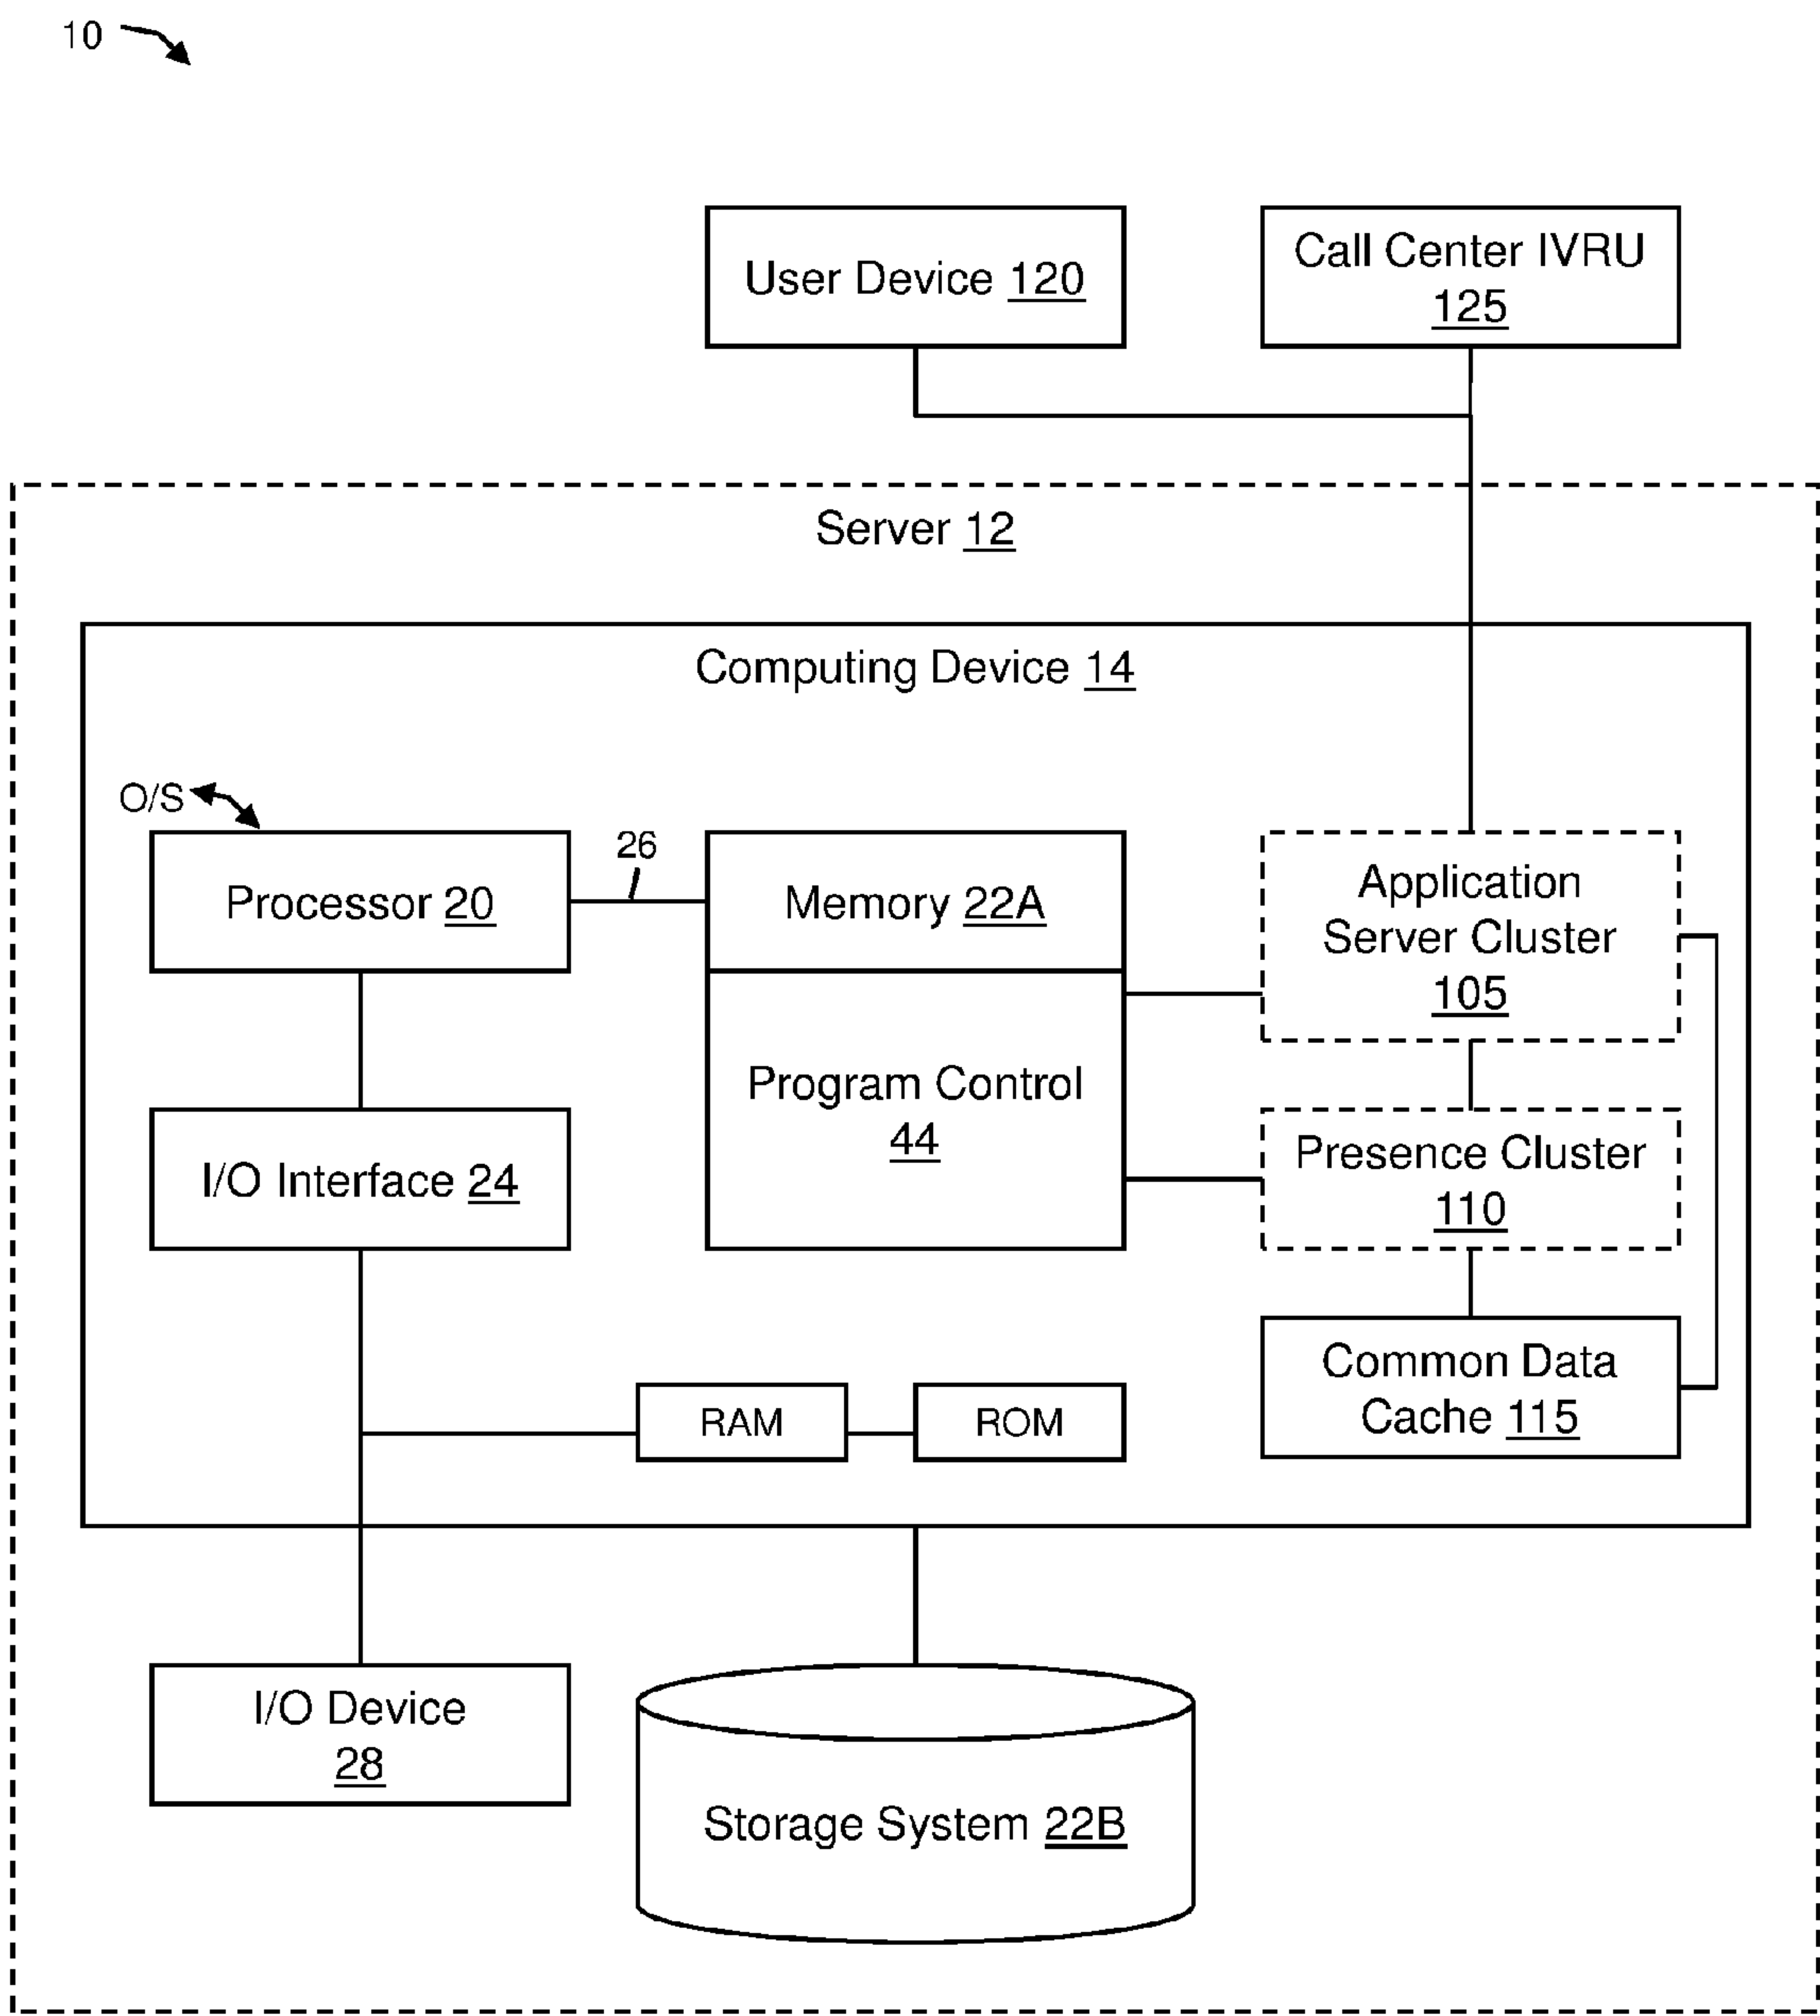 10
User Device 120
Call Center IVRU
125
Server 12
Computing Device 14
O/S
26
Processor 20
Memory 22A
Application
Server Cluster
105
Program Control
44
I/O Interface 24
Presence Cluster
110
Common Data
Cache 115
RAM
ROM
I/O Device
28
Storage System 22B